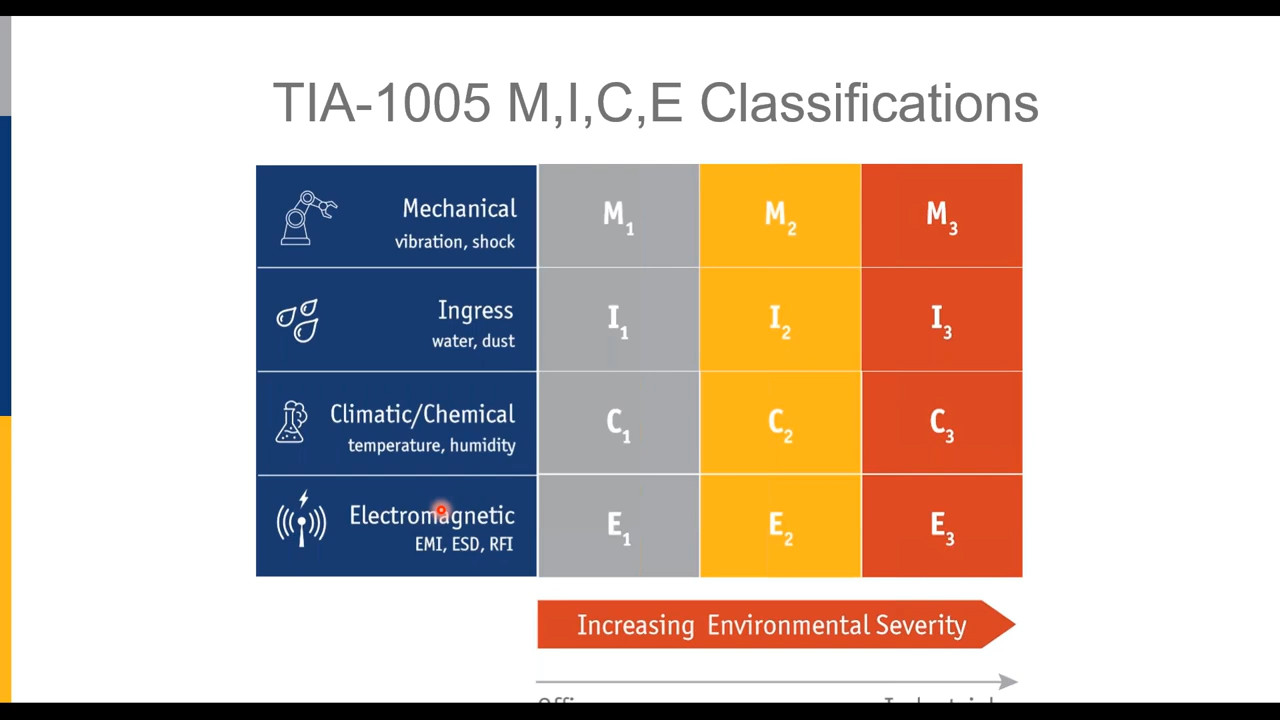 TIA-1005 M,I,C,E Classifications
Mechanical
vibration, shock
M1 M2 M3
Ingress
water, dust
I1 I2 I3
Climatic/Chemical
temperature, humidity
C1 C2 C3
Electromagnetic
EMI, ESD, RFI
E1 E2 E3
Increasing Environmental Severity